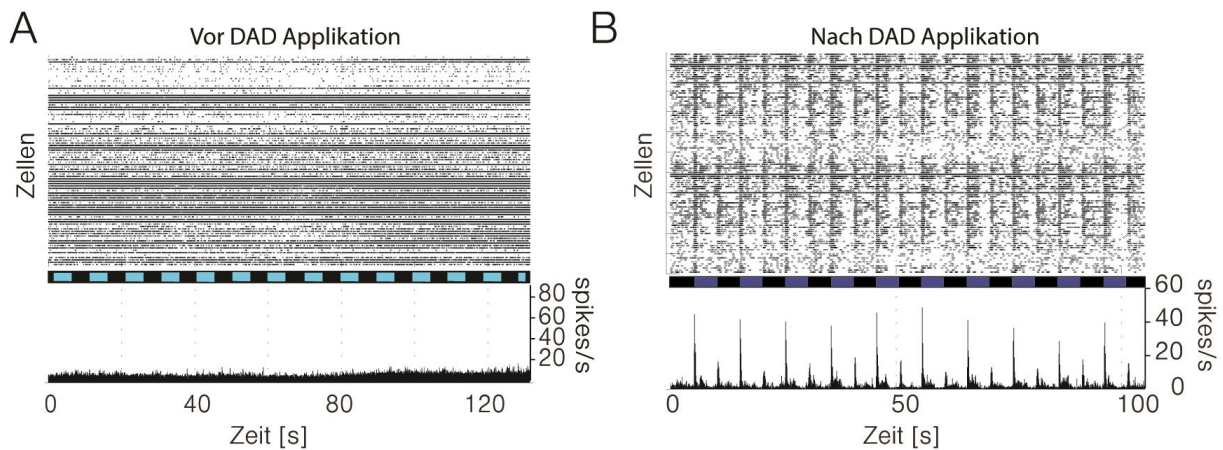 A
Vor DAD Applikation
Zellen
80
60
40
20
spikes/s
0 40 80 120
Zeit [s]
B
Nach DAD Applikation
Zellen
60
40
20
0
spikes/s
0 50 100
Zeit [s]